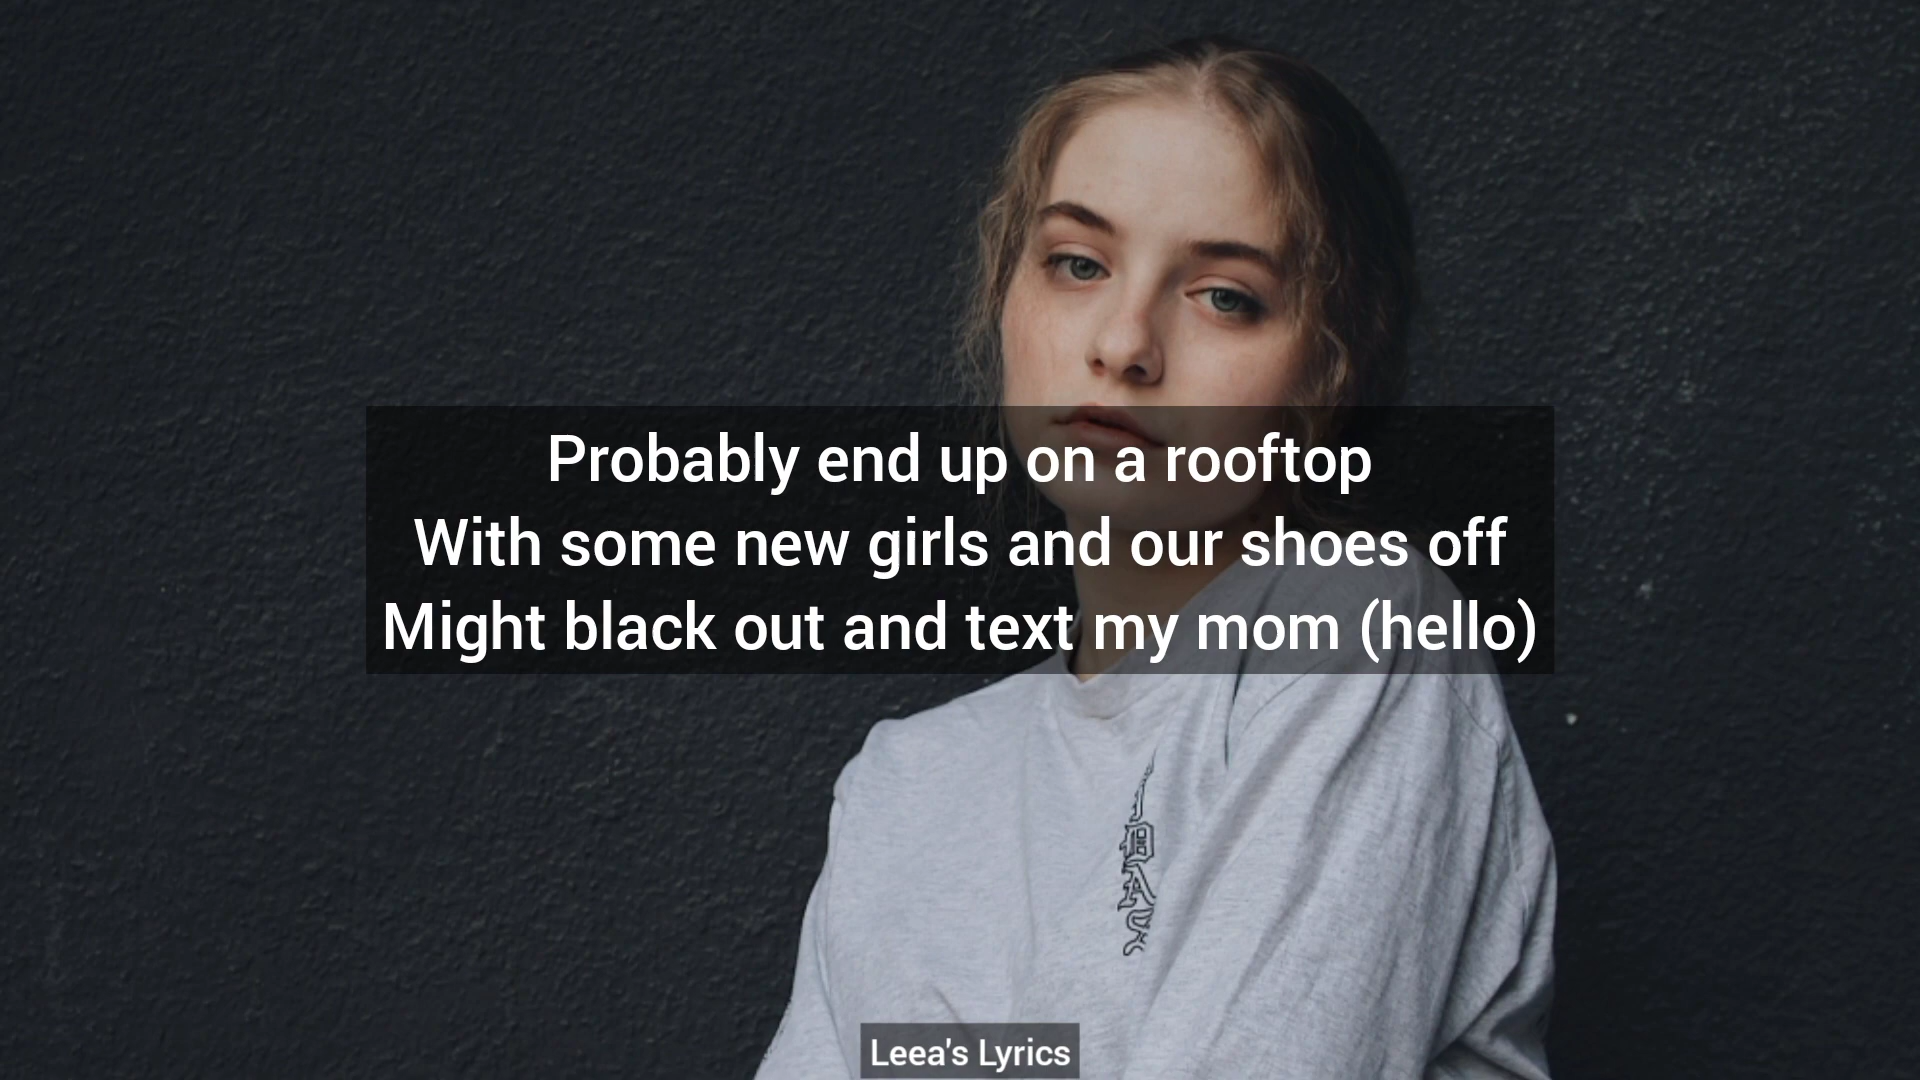 Probably end up on a rooftop
With some new girls and our shoes off
Might black out and text my mom (hello)
Leea's Lyrics